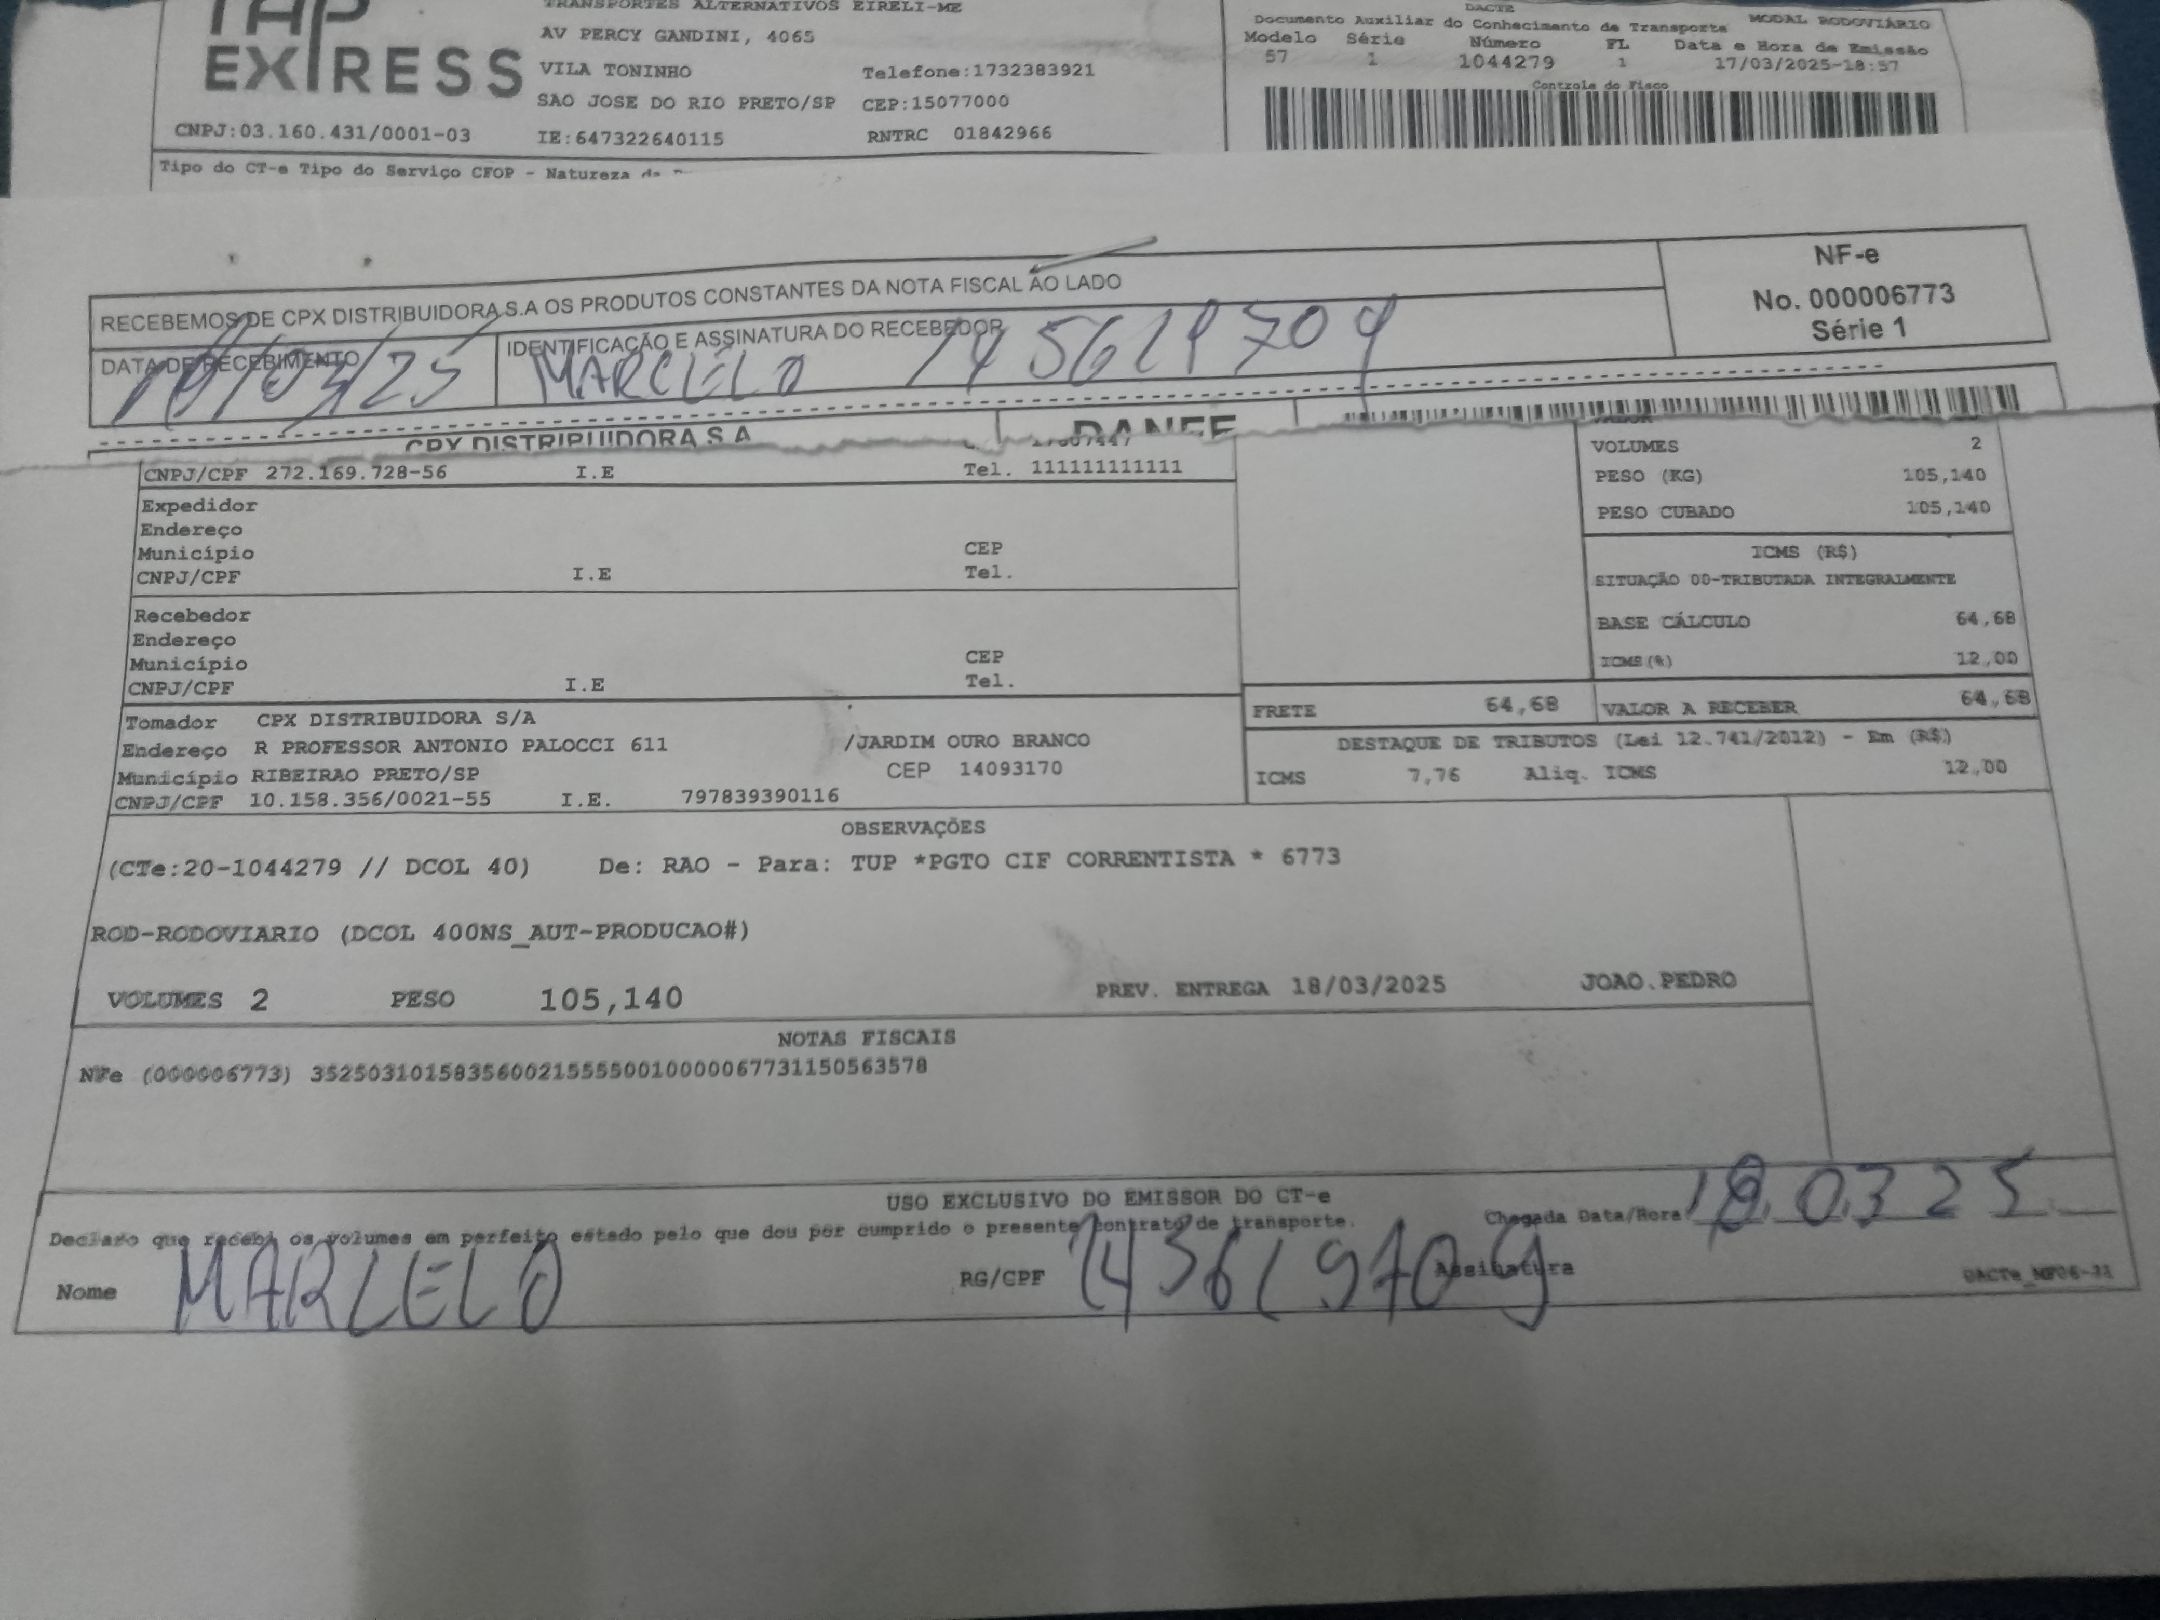 TAP
EXPRESS
TRANSPORTES ALTERNATIVOS EIRELI-ME
AV PERCY GANDINI, 4065
VILA TONINHO Telefone:1732383921
SAO JOSE DO RIO PRETO/SP CEP:15077000
CNPJ:03.160.431/0001-03 IE:647322640115 RNTRC 01842966
DACTE
Documento Auxiliar do Conhecimento de Transporte MODAL RODOVIÁRIO
Modelo Série Número FL Data e Hora de Emissão
57 1 1044279 1 17/03/2025-18:57
Controle do Fisco
Tipo do CT-e Tipo do Serviço CFOP - Natureza da
RECEBEMOS DE CPX DISTRIBUIDORA S.A OS PRODUTOS CONSTANTES DA NOTA FISCAL AO LADO
NF-e
No. 000006773
Série 1
DATA DE RECEBIMENTO IDENTIFICAÇÃO E ASSINATURA DO RECEBEDOR
MARCELO
CPX DISTRIBUIDORA S.A DANFE
VALOR
VOLUMES 2
CNPJ/CPF 272.169.728-56 I.E Tel. 111111111111
PESO (KG) 105,140
PESO CUBADO 105,140
Expedidor
Endereço
Município CEP
CNPJ/CPF I.E Tel.
ICMS (R$)
SITUAÇÃO 00-TRIBUTADA INTEGRALMENTE
BASE CÁLCULO 64,68
ICMS(%) 12,00
Recebedor
Endereço
Município CEP
CNPJ/CPF I.E Tel.
FRETE 64,68 VALOR A RECEBER 64,68
Tomador CPX DISTRIBUIDORA S/A
Endereço R PROFESSOR ANTONIO PALOCCI 611 /JARDIM OURO BRANCO
Município RIBEIRAO PRETO/SP CEP 14093170
CNPJ/CPF 10.158.356/0021-55 I.E. 797839390116
DESTAQUE DE TRIBUTOS (Lei 12.741/2012) - Em (R$)
ICMS 7,76 Aliq. ICMS 12,00
OBSERVAÇÕES
(CTe:20-1044279 // DCOL 40) De: RAO - Para: TUP *PGTO CIF CORRENTISTA * 6773
ROD-RODOVIARIO (DCOL 400NS_AUT-PRODUCAO#)
VOLUMES 2 PESO 105,140 PREV. ENTREGA 18/03/2025 JOAO.PEDRO
NOTAS FISCAIS
NFe (000006773) 35250310158356002155550010000067731150563578
USO EXCLUSIVO DO EMISSOR DO CT-e
Declaro que recebi os volumes em perfeito estado pelo que dou por cumprido o presente contrato de transporte.
Chegada Data/Hora 18 03 25
Nome MARCELO RG/CPF Assinatura